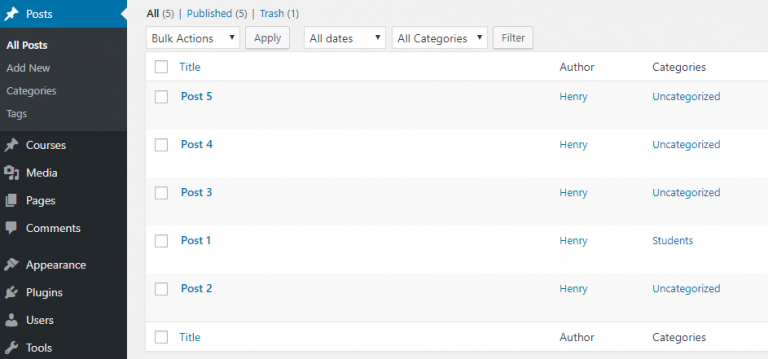 Posts
All Posts
Add New
Categories
Tags
Courses
Media
Pages
Comments
Appearance
Plugins
Users
Tools
All (5) | Published (5) | Trash (1)
Bulk Actions Apply All dates All Categories Filter
Title Author Categories
Post 5 Henry Uncategorized
Post 4 Henry Uncategorized
Post 3 Henry Uncategorized
Post 1 Henry Students
Post 2 Henry Uncategorized
Title Author Categories